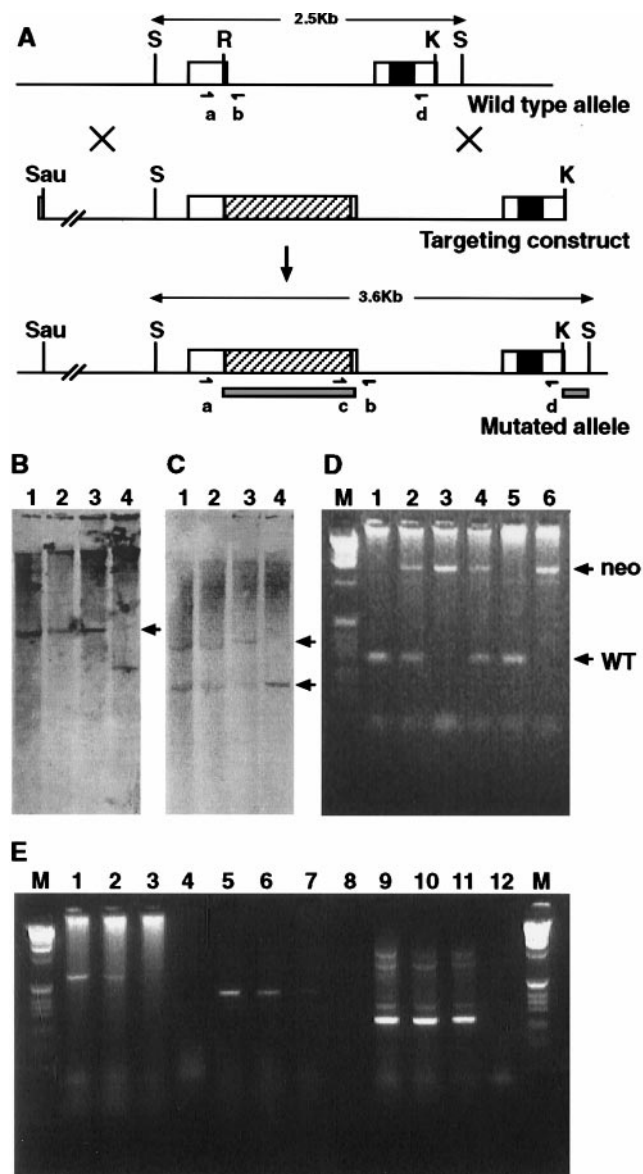 A
2.5Kb
S R K S
a b d
Wild type allele
Sau S K
Targeting construct
3.6Kb
Sau S K S
a c b d
Mutated allele
B
1 2 3 4
C
1 2 3 4
D
M 1 2 3 4 5 6
neo
WT
E
M 1 2 3 4 5 6 7 8 9 10 11 12 M